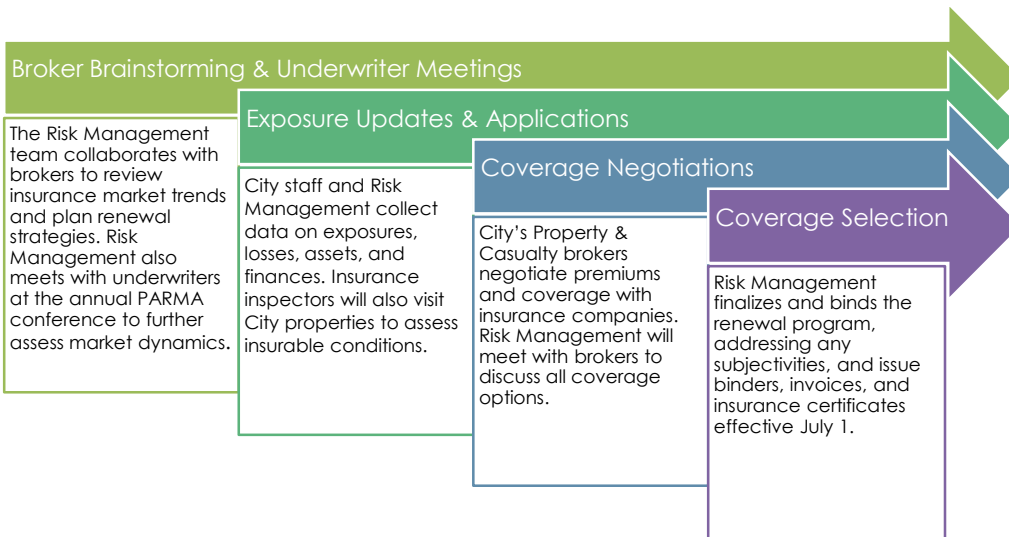 Broker Brainstorming & Underwriter Meetings
The Risk Management
team collaborates with
brokers to review
insurance market trends
and plan renewal
strategies. Risk
Management also
meets with underwriters
at the annual PARMA
conference to further
assess market dynamics.
Exposure Updates & Applications
City staff and Risk
Management collect
data on exposures,
losses, assets, and
finances. Insurance
inspectors will also visit
City properties to assess
insurable conditions.
Coverage Negotiations
City’s Property &
Casualty brokers
negotiate premiums
and coverage with
insurance companies.
Risk Management will
meet with brokers to
discuss all coverage
options.
Coverage Selection
Risk Management
finalizes and binds the
renewal program,
addressing any
subjectivities, and issue
binders, invoices, and
insurance certificates
effective July 1.